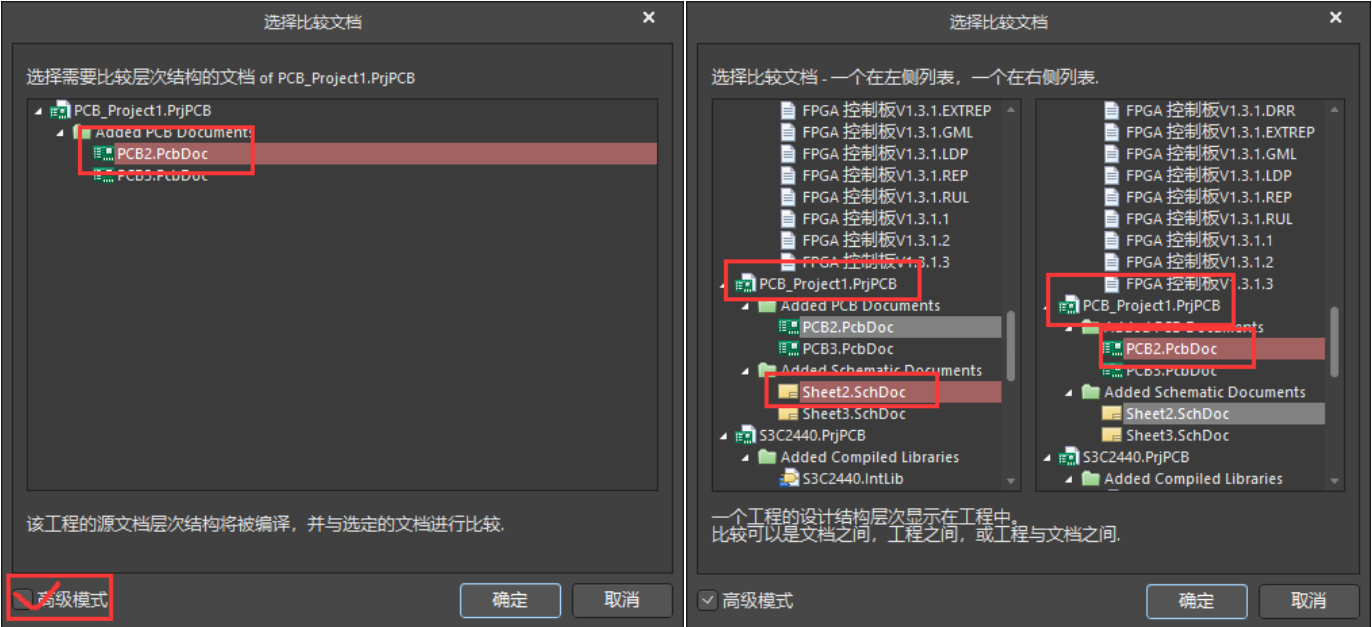 选择比较文档
选择需要比较层次结构的文档 of PCB_Project1.PrjPCB
PCB_Project1.PrjPCB
Added PCB Documents
PCB2.PcbDoc
PCB3.PcbDoc
该工程的源文档层次结构将被编译，并与选定的文档进行比较.
高级模式
确定
取消
选择比较文档
选择比较文档 - 一个在左侧列表，一个在右侧列表.
FPGA 控制板V1.3.1.EXTREP
FPGA 控制板V1.3.1.GML
FPGA 控制板V1.3.1.LDP
FPGA 控制板V1.3.1.REP
FPGA 控制板V1.3.1.RUL
FPGA 控制板V1.3.1.1
FPGA 控制板V1.3.1.2
FPGA 控制板V1.3.1.3
PCB_Project1.PrjPCB
Added PCB Documents
PCB2.PcbDoc
PCB3.PcbDoc
Added Schematic Documents
Sheet2.SchDoc
Sheet3.SchDoc
S3C2440.PrjPCB
Added Compiled Libraries
S3C2440.IntLib
FPGA 控制板V1.3.1.DRR
FPGA 控制板V1.3.1.EXTREP
FPGA 控制板V1.3.1.GML
FPGA 控制板V1.3.1.LDP
FPGA 控制板V1.3.1.REP
FPGA 控制板V1.3.1.RUL
FPGA 控制板V1.3.1.1
FPGA 控制板V1.3.1.2
FPGA 控制板V1.3.1.3
PCB_Project1.PrjPCB
Added PCB Documents
PCB2.PcbDoc
PCB3.PcbDoc
Added Schematic Documents
Sheet2.SchDoc
Sheet3.SchDoc
S3C2440.PrjPCB
Added Compiled Libraries
一个工程的设计结构层次显示在工程中。
比较可以是文档之间，工程之间，或工程与文档之间.
高级模式
确定
取消